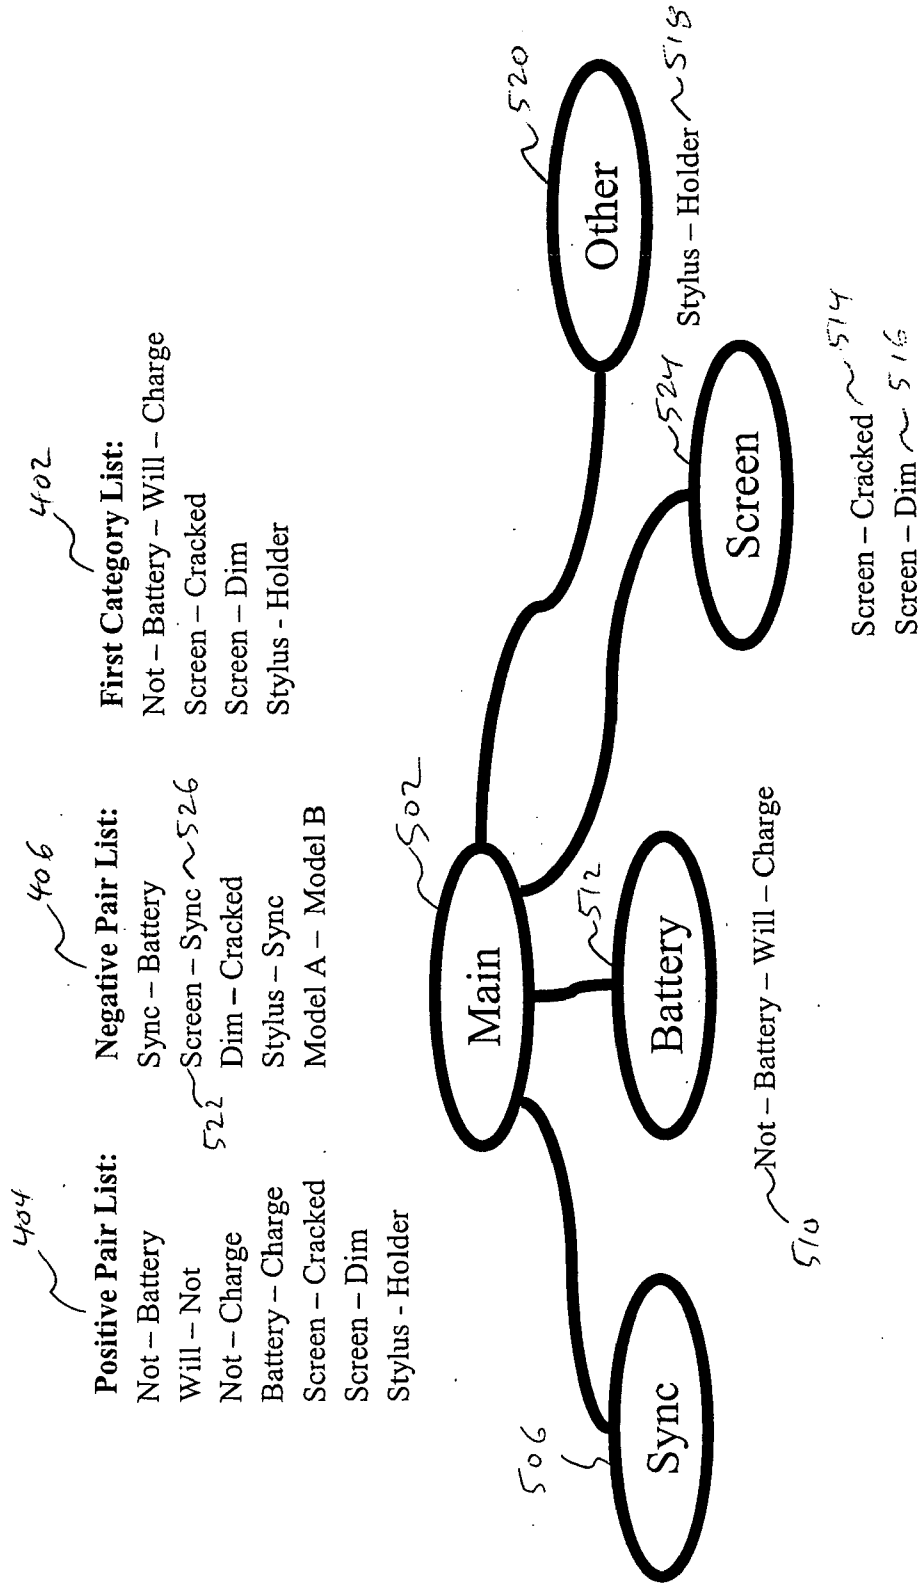 404
Positive Pair List:
Not – Battery
Will – Not
Not – Charge
Battery – Charge
Screen – Cracked
Screen – Dim
Stylus - Holder
406
Negative Pair List:
Sync – Battery
522 Screen – Sync 526
Dim – Cracked
Stylus – Sync
Model A – Model B
402
First Category List:
Not – Battery – Will – Charge
Screen – Cracked
Screen – Dim
Stylus - Holder
502
Main
506
Sync
512
Battery
510 Not – Battery – Will – Charge
524
Screen
Screen – Cracked 514
Screen – Dim 516
520
Other
Stylus – Holder 518